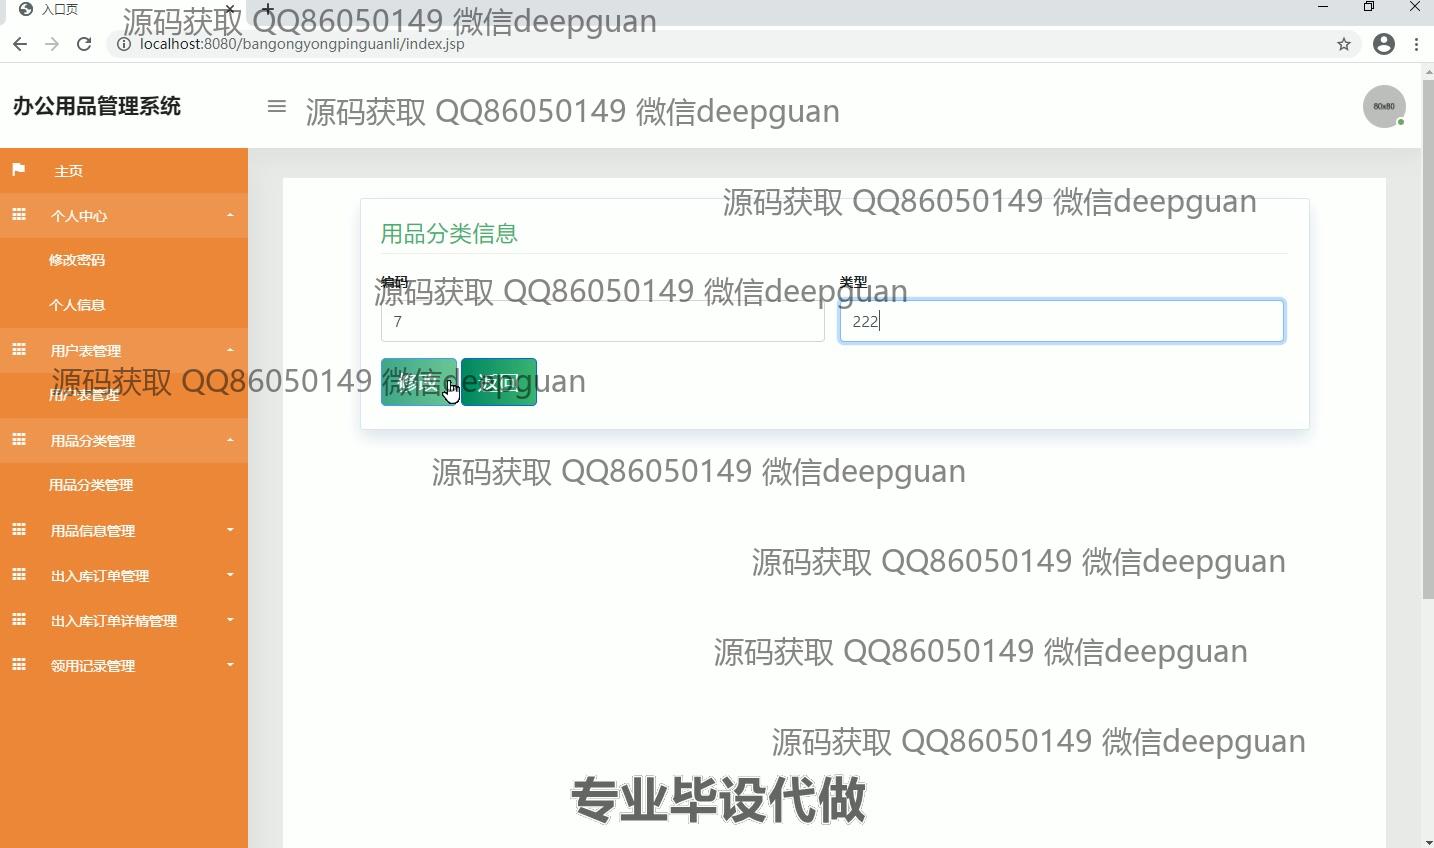 入口页
源码获取 QQ86050149 微信deepguan
localhost:8080/bangongyongpinguanli/index.jsp
办公用品管理系统
源码获取 QQ86050149 微信deepguan
80x80
主页
个人中心
修改密码
个人信息
用户表管理
用户表管理
用品分类管理
用品分类管理
用品信息管理
出入库订单管理
出入库订单详情管理
领用记录管理
源码获取 QQ86050149 微信deepguan
用品分类信息
编码
类型
源码获取 QQ86050149 微信deepguan
7
222
修改
返回
源码获取 QQ86050149 微信deepguan
源码获取 QQ86050149 微信deepguan
源码获取 QQ86050149 微信deepguan
源码获取 QQ86050149 微信deepguan
源码获取 QQ86050149 微信deepguan
专业毕设代做